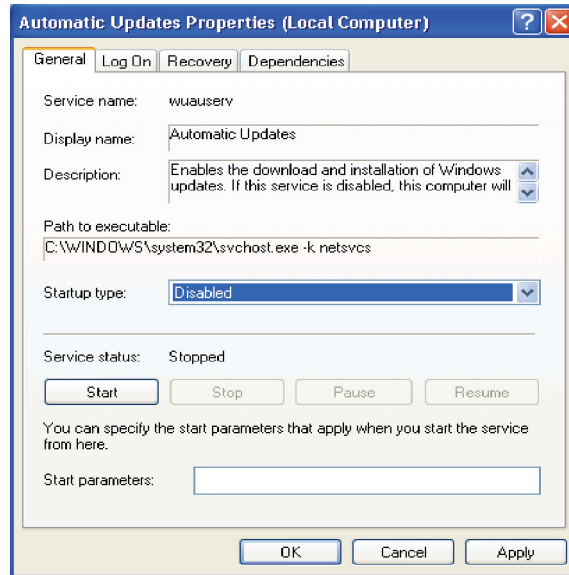 Automatic Updates Properties (Local Computer)
General Log On Recovery Dependencies
Service name: wuauserv
Display name: Automatic Updates
Description: Enables the download and installation of Windows
updates. If this service is disabled, this computer will
Path to executable:
C:\WINDOWS\system32\svchost.exe -k netsvcs
Startup type: Disabled
Service status: Stopped
Start Stop Pause Resume
You can specify the start parameters that apply when you start the service
from here.
Start parameters:
OK Cancel Apply